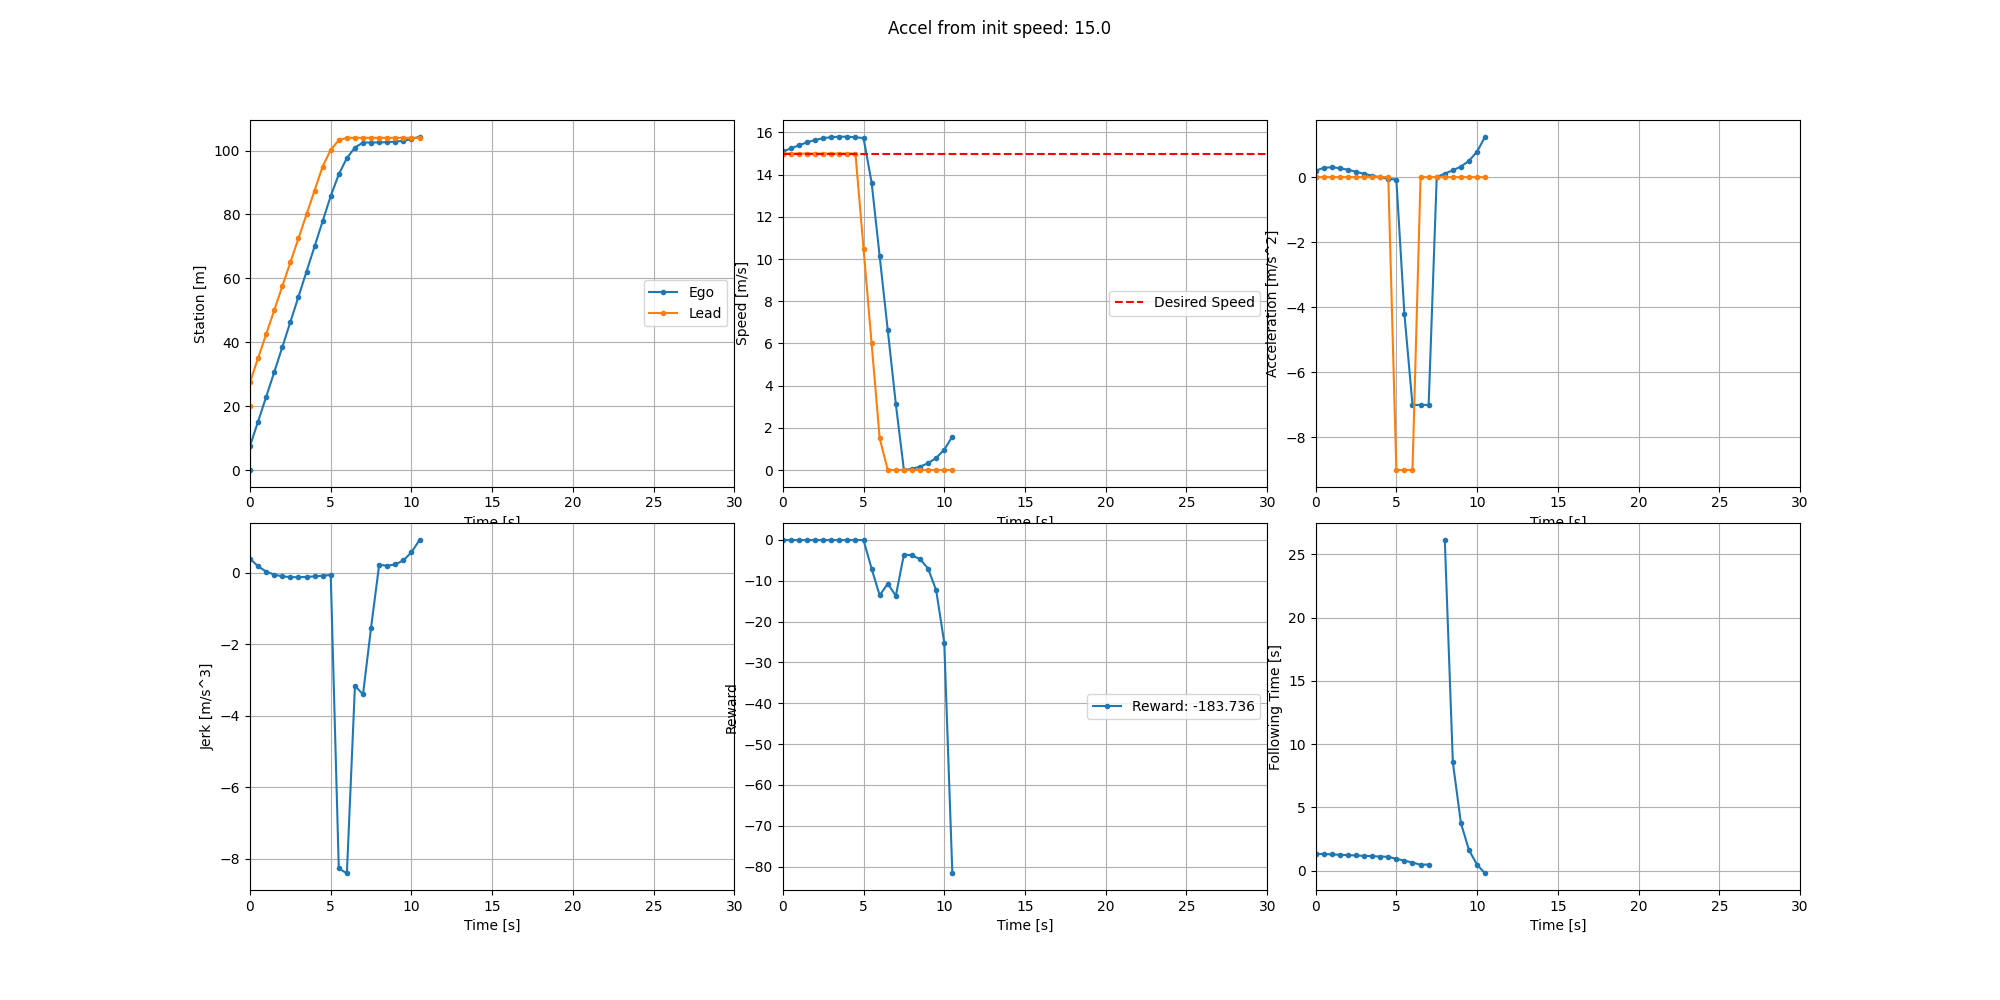 Accel from init speed: 15.0
Station [m]
100
80
60
40
20
0
Ego
Lead
0 5 10 15 20 25 30
Time [s]
Speed [m/s]
16
14
12
10
8
6
4
2
0
Desired Speed
0 5 10 15 20 25 30
Time [s]
Acceleration [m/s^2]
0
−2
−4
−6
−8
0 5 10 15 20 25 30
Time [s]
Jerk [m/s^3]
0
−2
−4
−6
−8
0 5 10 15 20 25 30
Time [s]
Reward
0
−10
−20
−30
−40
−50
−60
−70
−80
Reward: -183.736
0 5 10 15 20 25 30
Time [s]
Following Time [s]
25
20
15
10
5
0
0 5 10 15 20 25 30
Time [s]